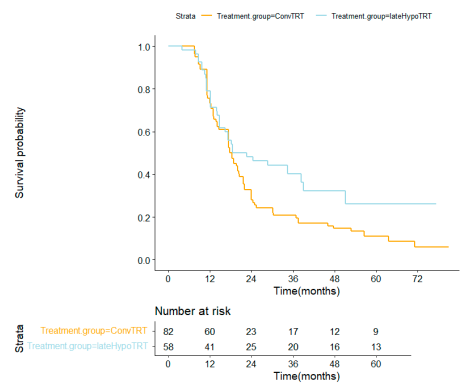 Strata Treatment.group=ConvTRT Treatment.group=lateHypoTRT
Survival probability
1.0
0.8
0.6
0.4
0.2
0.0
0 12 24 36 48 60 72
Time(months)
Number at risk
Strata
Treatment.group=ConvTRT 82 60 23 17 12 9
Treatment.group=lateHypoTRT 58 41 25 20 16 13
0 12 24 36 48 60 72
Time(months)